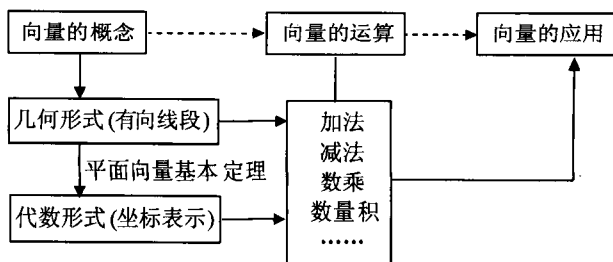 向量的概念
向量的运算
向量的应用
几何形式(有向线段)
平面向量基本定理
代数形式(坐标表示)
加法
减法
数乘
数量积
……